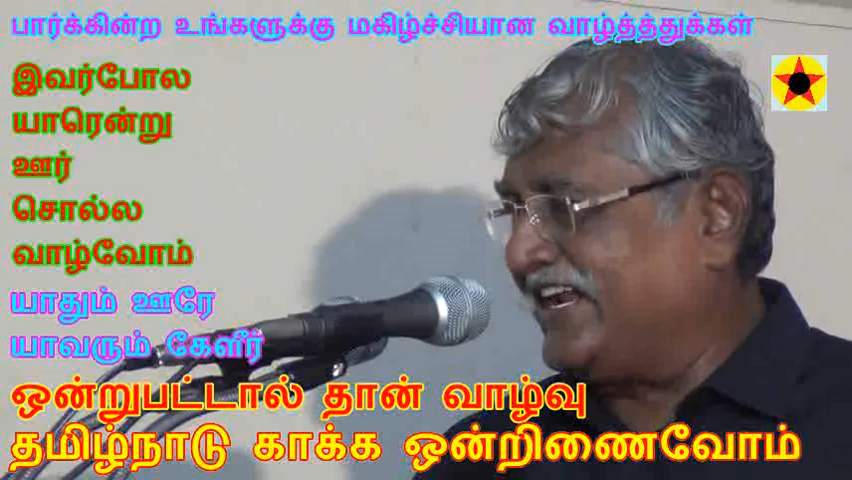 பார்க்கின்ற உங்களுக்கு மகிழ்ச்சியான வாழ்த்த்துக்கள்
இவர்போல
யாரென்று
ஊர்
சொல்ல
வாழ்வோம்
யாதும் ஊரே
யாவரும் கேளீர்
ஒன்றுபட்டால் தான் வாழ்வு
தமிழ்நாடு காக்க ஒன்றிணைவோம்